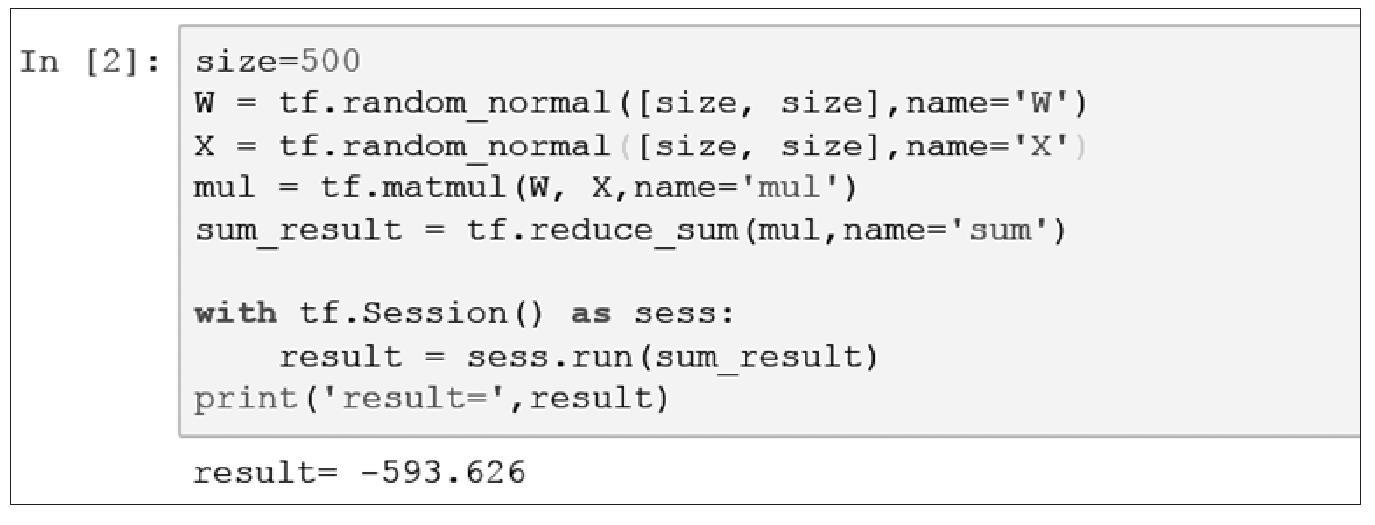 In [2]: size=500
W = tf.random_normal([size, size],name='W')
X = tf.random_normal([size, size],name='X')
mul = tf.matmul(W, X,name='mul')
sum_result = tf.reduce_sum(mul,name='sum')
with tf.Session() as sess:
    result = sess.run(sum_result)
print('result=',result)
result= -593.626